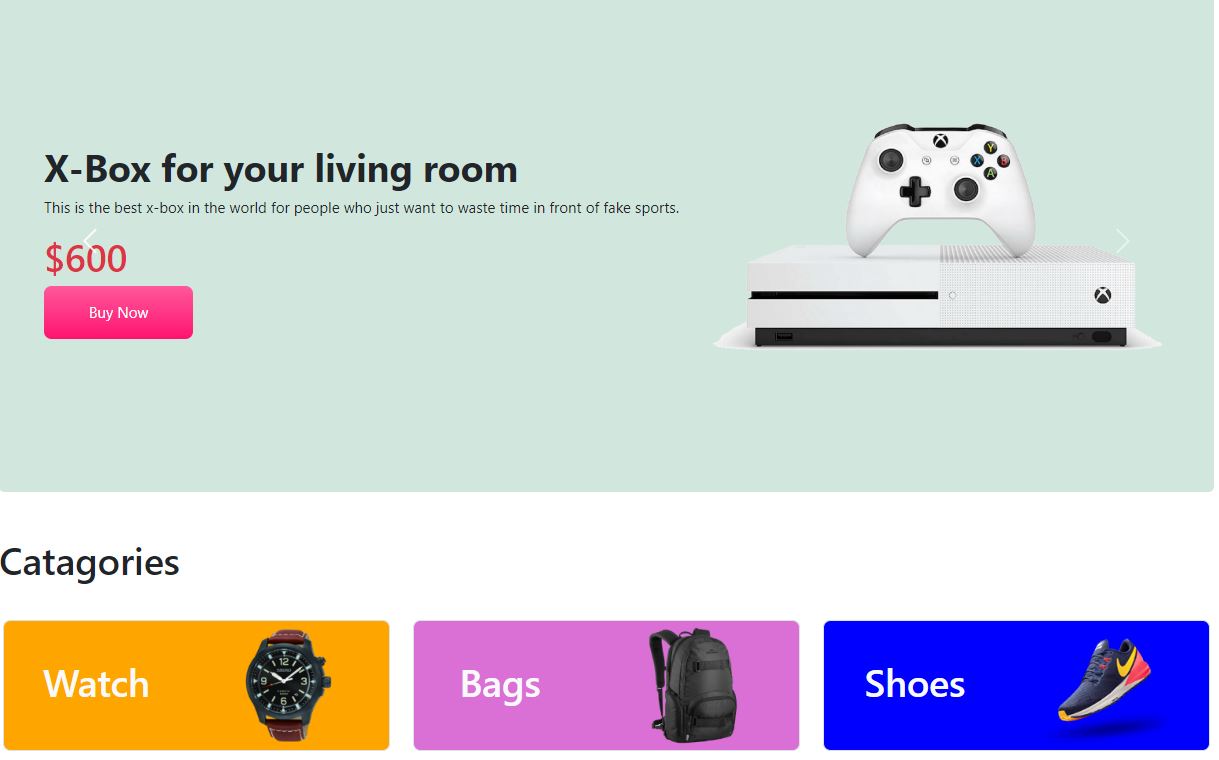 X-Box for your living room
This is the best x-box in the world for people who just want to waste time in front of fake sports.
$600
Buy Now
Y
X B
A
Catagories
Watch
Bags
Shoes